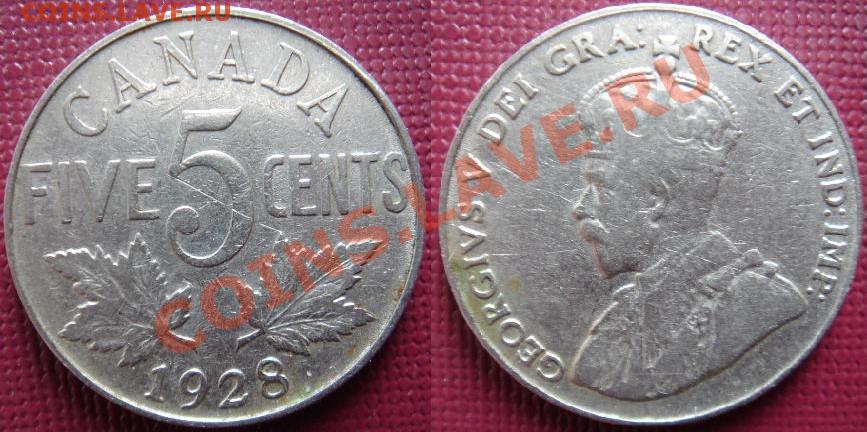 COINS.LAVE.RU
CANADA
FIVE 5 CENTS
1928
GEORGIVS V DEI GRA: REX ET IND: IMP:
COINS.LAVE.RU